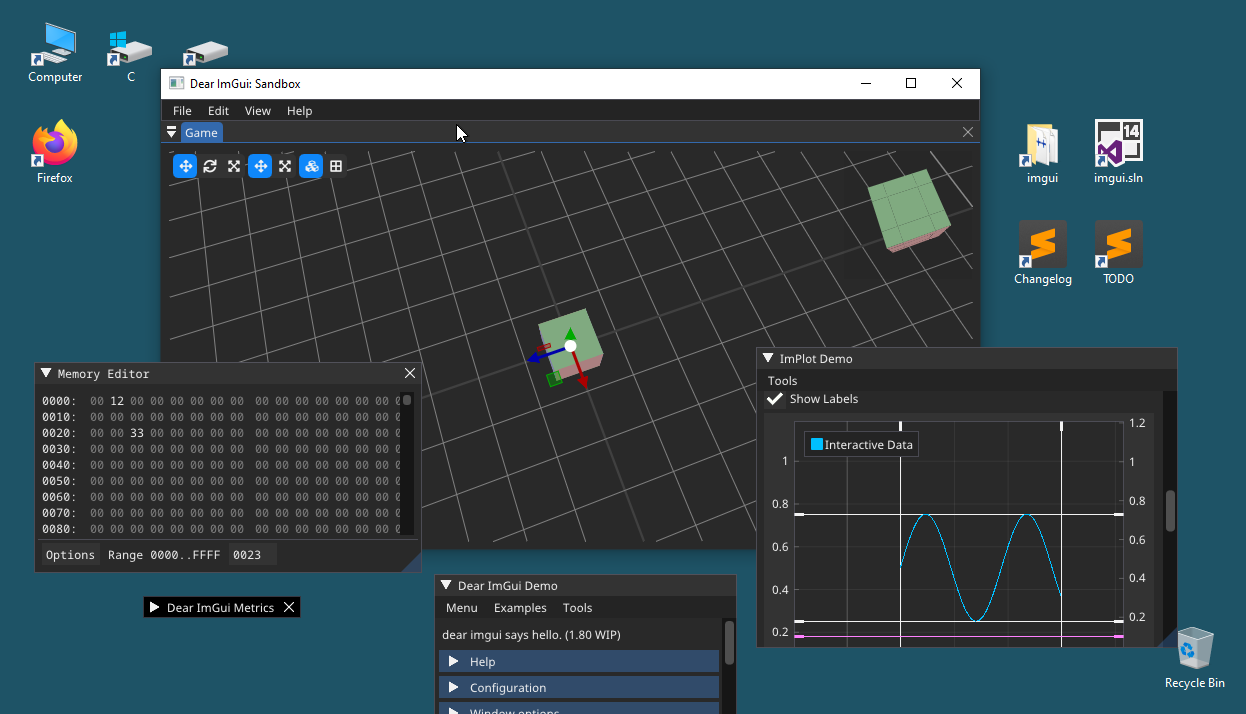 Computer
C
Firefox
Dear ImGui: Sandbox
File Edit View Help
Game
imgui
14
imgui.sln
Changelog
TODO
Memory Editor
0000: 00 12 00 00 00 00 00 00 00 00 00 00 00 00 00 0
0010: 00 00 00 00 00 00 00 00 00 00 00 00 00 00 00 0
0020: 00 00 33 00 00 00 00 00 00 00 00 00 00 00 00 0
0030: 00 00 00 00 00 00 00 00 00 00 00 00 00 00 00 0
0040: 00 00 00 00 00 00 00 00 00 00 00 00 00 00 00 0
0050: 00 00 00 00 00 00 00 00 00 00 00 00 00 00 00 0
0060: 00 00 00 00 00 00 00 00 00 00 00 00 00 00 00 0
0070: 00 00 00 00 00 00 00 00 00 00 00 00 00 00 00 0
0080: 00 00 00 00 00 00 00 00 00 00 00 00 00 00 00 0
Options Range 0000..FFFF 0023
Dear ImGui Metrics
Dear ImGui Demo
Menu Examples Tools
dear imgui says hello. (1.80 WIP)
Help
Configuration
Window options
ImPlot Demo
Tools
Show Labels
Interactive Data
1
0.8
0.6
0.4
0.2
1.2
1
0.8
0.6
0.4
0.2
Recycle Bin